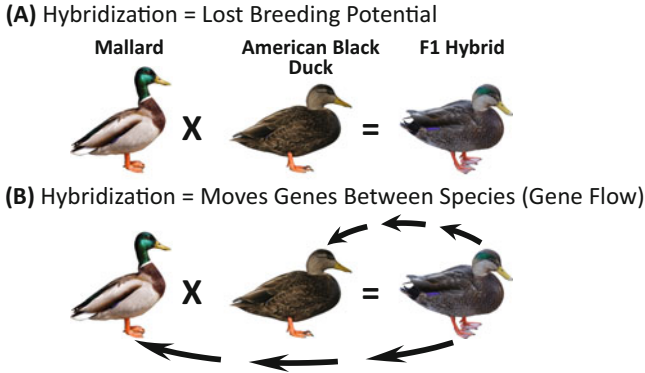 (A) Hybridization = Lost Breeding Potential
Mallard American Black Duck F1 Hybrid
X =
(B) Hybridization = Moves Genes Between Species (Gene Flow)
X =